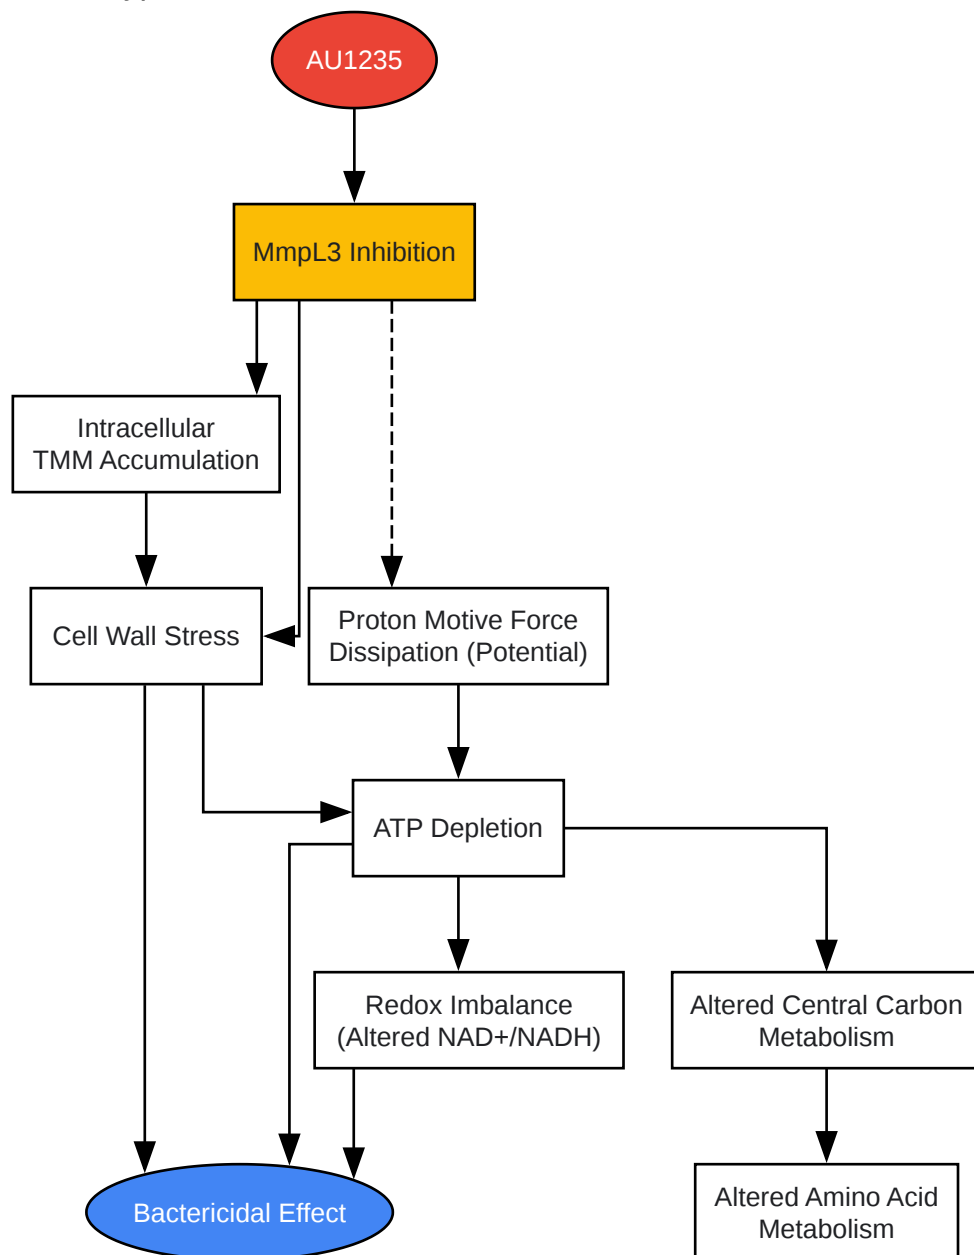 AU1235
MmpL3 Inhibition
Intracellular
TMM Accumulation
Cell Wall Stress
Proton Motive Force
Dissipation (Potential)
ATP Depletion
Redox Imbalance
(Altered NAD+/NADH)
Altered Central Carbon
Metabolism
Bactericidal Effect
Altered Amino Acid
Metabolism